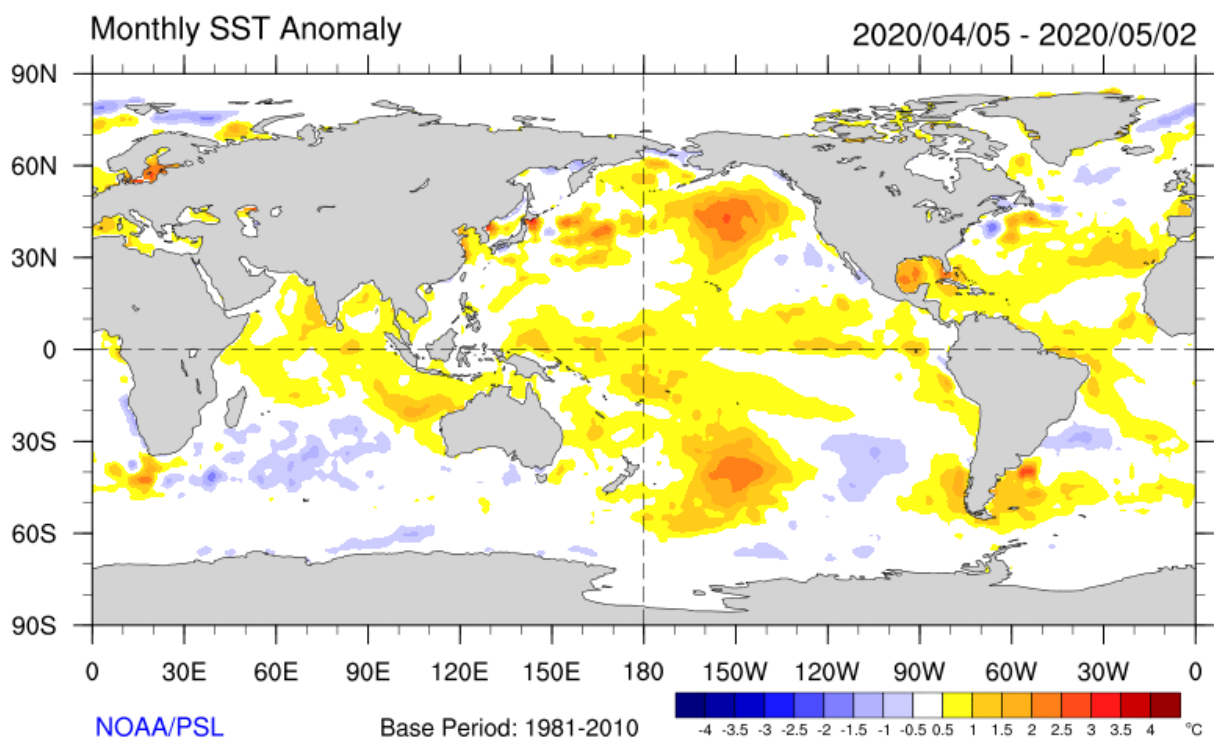 Monthly SST Anomaly 2020/04/05 - 2020/05/02
90N
60N
30N
0
30S
60S
90S
0 30E 60E 90E 120E 150E 180 150W 120W 90W 60W 30W 0
NOAA/PSL Base Period: 1981-2010
-4 -3.5 -3 -2.5 -2 -1.5 -1 -0.5 0.5 1 1.5 2 2.5 3 3.5 4 °C